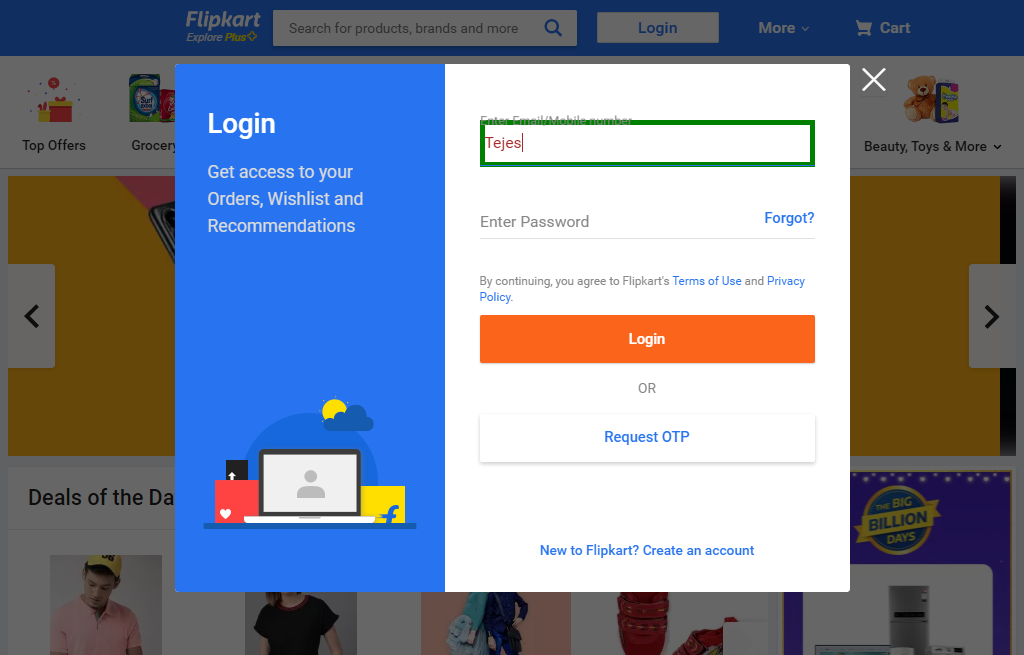 Flipkart
Explore Plus
Search for products, brands and more
Login
More
Cart
Top Offers
Grocery
Beauty, Toys & More
Login
Get access to your
Orders, Wishlist and
Recommendations
Enter Email/Mobile number
Tejes
Enter Password
Forgot?
By continuing, you agree to Flipkart's Terms of Use and Privacy
Policy.
Login
OR
Request OTP
New to Flipkart? Create an account
Deals of the Da
THE BIG
BILLION
DAYS